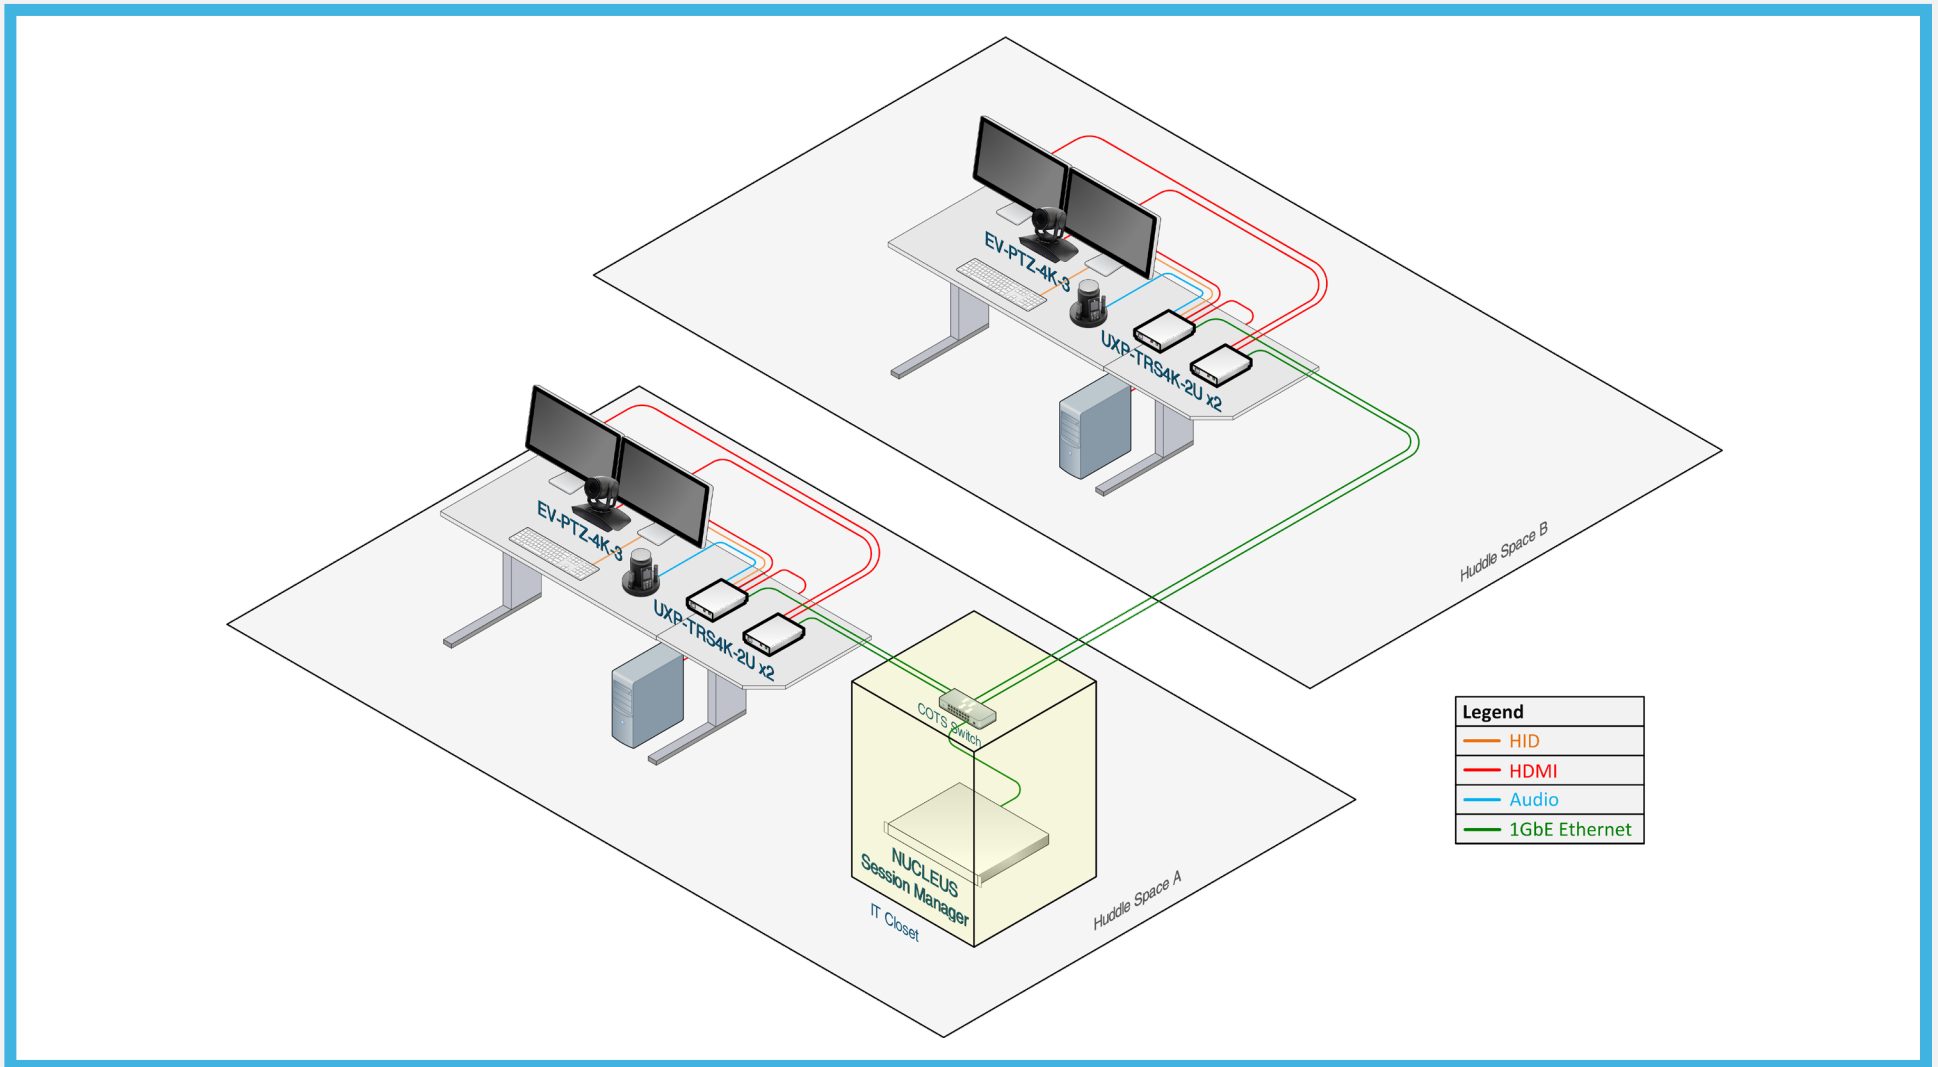 EV-PTZ-4K-3
UXP-TRS4K-2U x2
Huddle Space B
EV-PTZ-4K-3
UXP-TRS4K-2U x2
COTS Switch
NUCLEUS
Session Manager
IT Closet
Huddle Space A
Legend
HID
HDMI
Audio
1GbE Ethernet